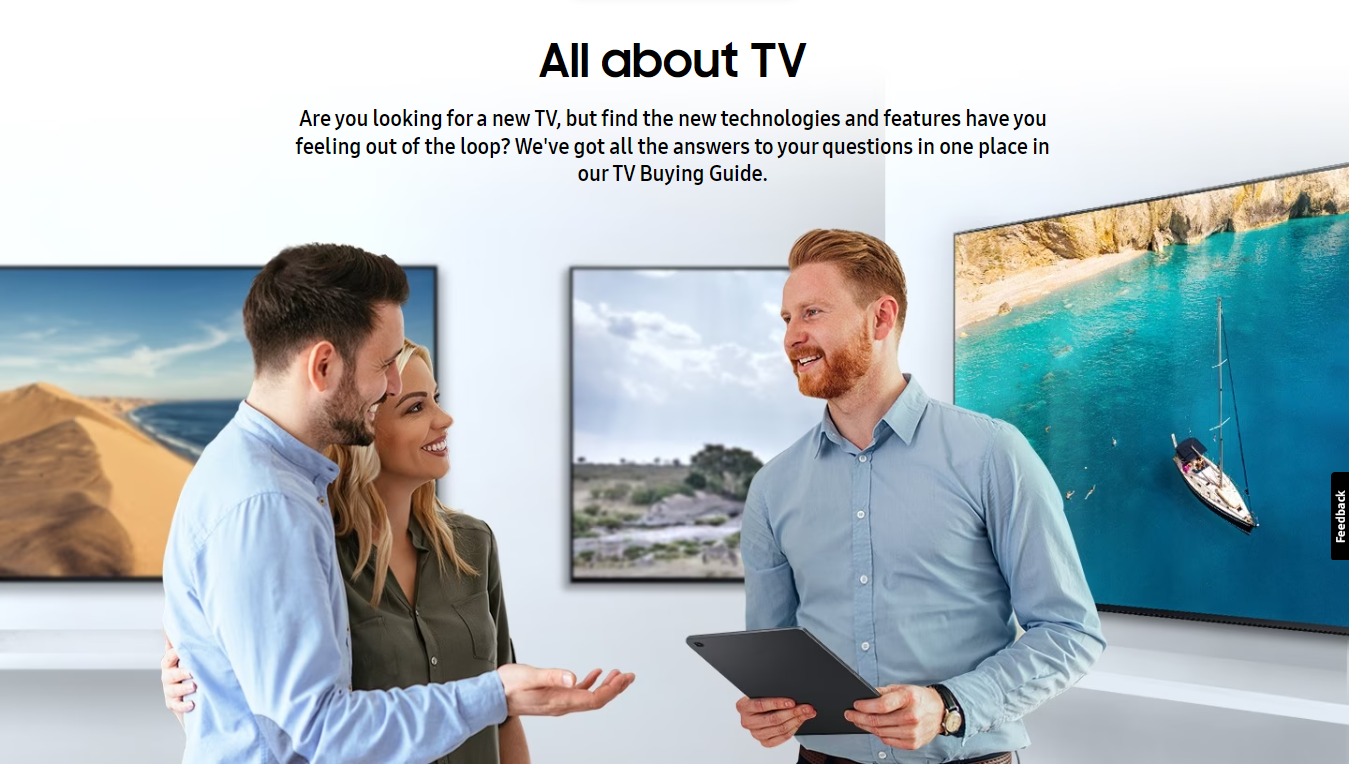 All about TV
Are you looking for a new TV, but find the new technologies and features have you
feeling out of the loop? We've got all the answers to your questions in one place in
our TV Buying Guide.
Feedback